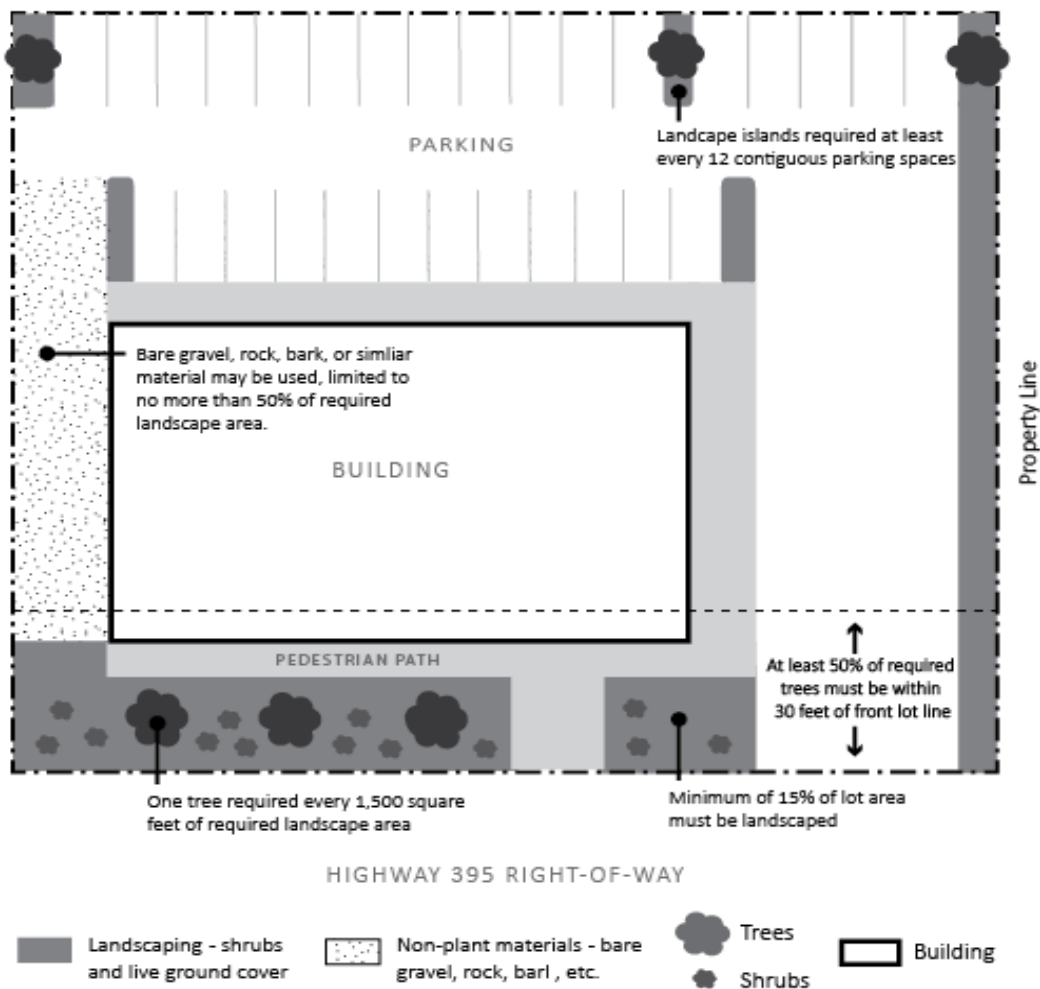 PARKING
Landcape islands required at least
every 12 contiguous parking spaces
Bare gravel, rock, bark, or simliar
material may be used, limited to
no more than 50% of required
landscape area.
BUILDING
Property Line
PEDESTRIAN PATH
At least 50% of required
trees must be within
30 feet of front lot line
One tree required every 1,500 square
feet of required landscape area
Minimum of 15% of lot area
must be landscaped
HIGHWAY 395 RIGHT-OF-WAY
Landscaping - shrubs
and live ground cover
Non-plant materials - bare
gravel, rock, barl , etc.
Trees
Shrubs
Building